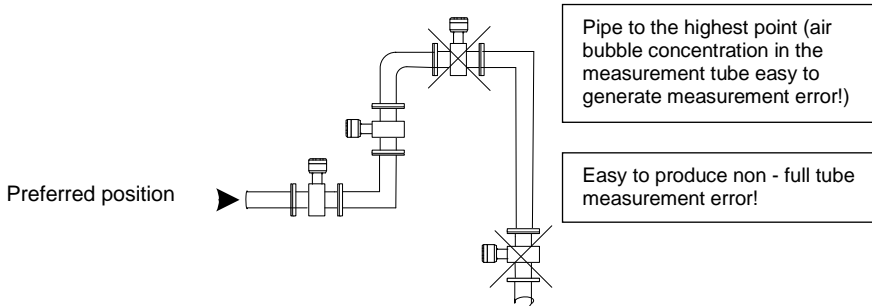 Pipe to the highest point (air
bubble concentration in the
measurement tube easy to
generate measurement error!)
Easy to produce non - full tube
measurement error!
Preferred position